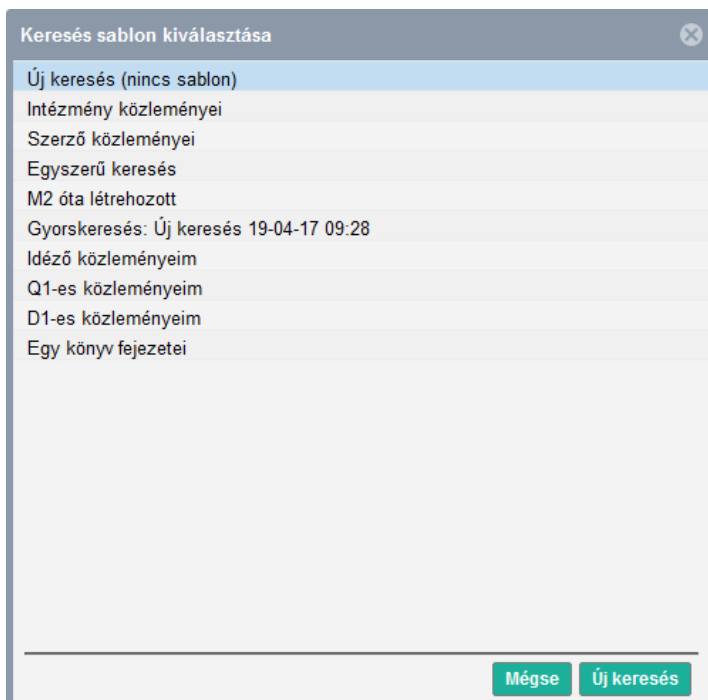 Keresés sablon kiválasztása
Új keresés (nincs sablon)
Intézmény közleményei
Szerző közleményei
Egyszerű keresés
M2 óta létrehozott
Gyorskeresés: Új keresés 19-04-17 09:28
Idéző közleményeim
Q1-es közleményeim
D1-es közleményeim
Egy könyv fejezetei
Mégse Új keresés